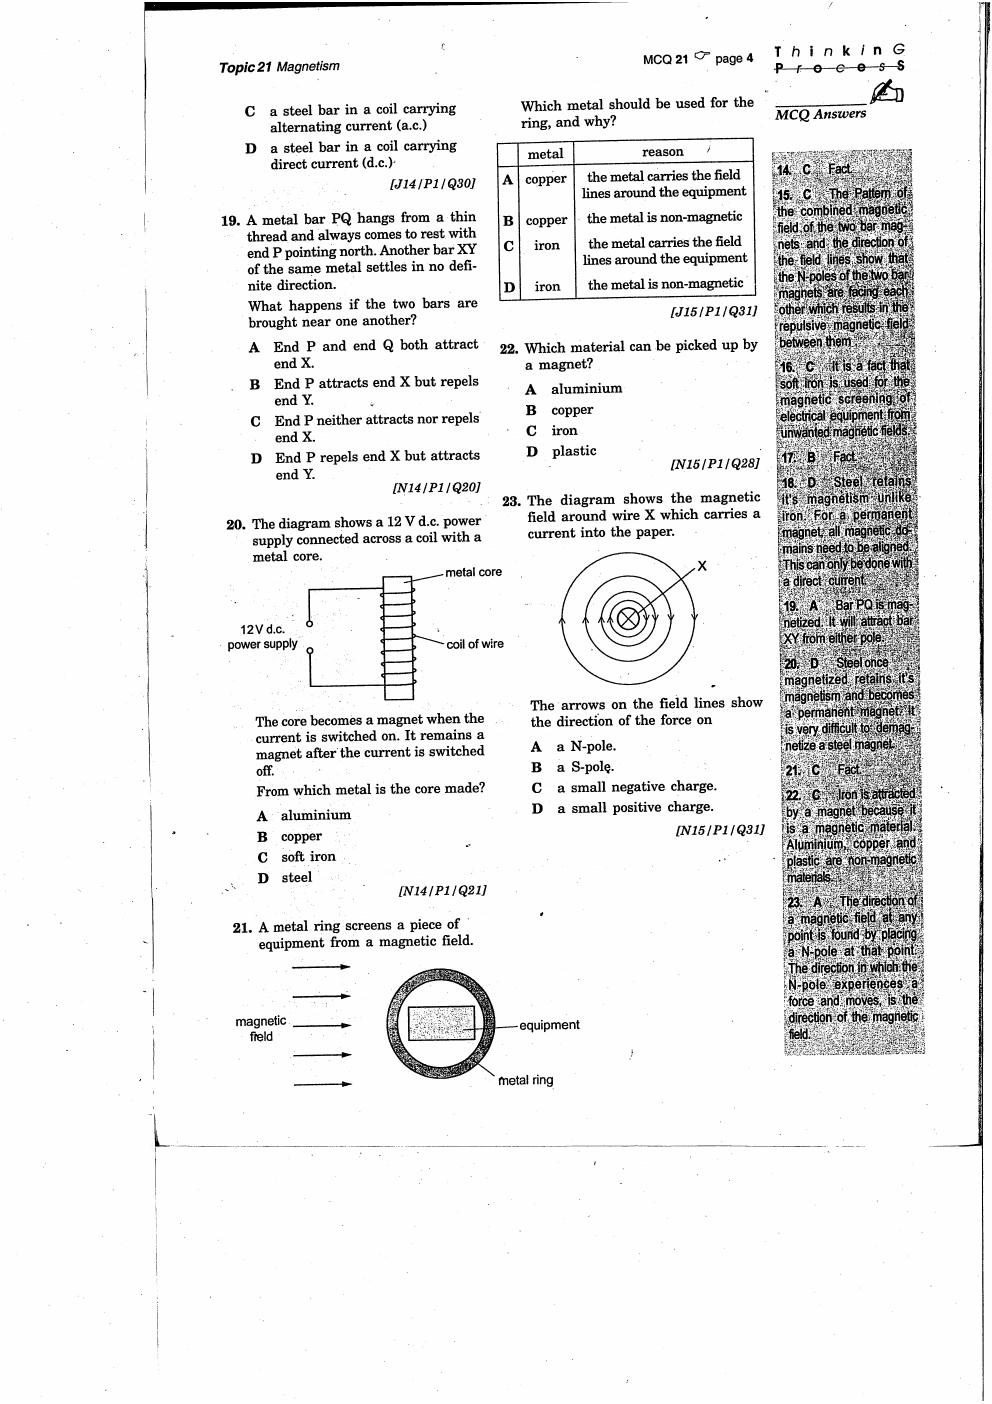 Topic 21 Magnetism
MCQ 21 ☞ page 4
ThinkinG
ProcesS
MCQ Answers
C a steel bar in a coil carrying
alternating current (a.c.)
D a steel bar in a coil carrying
direct current (d.c.)
[J14/P1/Q30]
19. A metal bar PQ hangs from a thin
thread and always comes to rest with
end P pointing north. Another bar XY
of the same metal settles in no defi-
nite direction.
What happens if the two bars are
brought near one another?
A End P and end Q both attract
end X.
B End P attracts end X but repels
end Y.
C End P neither attracts nor repels
end X.
D End P repels end X but attracts
end Y.
[N14/P1/Q20]
20. The diagram shows a 12 V d.c. power
supply connected across a coil with a
metal core.
metal core
12 V d.c.
power supply
coil of wire
The core becomes a magnet when the
current is switched on. It remains a
magnet after the current is switched
off.
From which metal is the core made?
A aluminium
B copper
C soft iron
D steel
[N14/P1/Q21]
21. A metal ring screens a piece of
equipment from a magnetic field.
magnetic
field
equipment
metal ring
Which metal should be used for the
ring, and why?
metal reason
A copper the metal carries the field
lines around the equipment
B copper the metal is non-magnetic
C iron the metal carries the field
lines around the equipment
D iron the metal is non-magnetic
[J15/P1/Q31]
22. Which material can be picked up by
a magnet?
A aluminium
B copper
C iron
D plastic
[N15/P1/Q28]
23. The diagram shows the magnetic
field around wire X which carries a
current into the paper.
X
The arrows on the field lines show
the direction of the force on
A a N-pole.
B a S-pole.
C a small negative charge.
D a small positive charge.
[N15/P1/Q31]
14. C Fact.
15. C The Pattern of
the combined magnetic
field of the two bar mag-
nets and the direction of
the field lines show that
the N-poles of the two bar
magnets are facing each
other which results in the
repulsive magnetic field
between them
16. C It is a fact that
soft iron is used for the
magnetic screening of
electrical equipment from
unwanted magnetic fields.
17. B Fact.
18. D Steel retains
it's magnetism unlike
iron. For a permanent
magnet, all magnetic do-
mains need to be aligned.
This can only be done with
a direct current.
19. A Bar PQ is mag-
netized. It will attract bar
XY from either pole.
20. D Steel once
magnetized retains it's
magnetism and becomes
a permanent magnet. It
is very difficult to demag-
netize a steel magnet.
21. C Fact.
22. C Iron is attracted
by a magnet because it
is a magnetic material.
Aluminium, copper and
plastic are non-magnetic
materials.
23. A The direction of
a magnetic field at any
point is found by placing
a N-pole at that point.
The direction in which the
N-pole experiences a
force and moves, is the
direction of the magnetic
field.